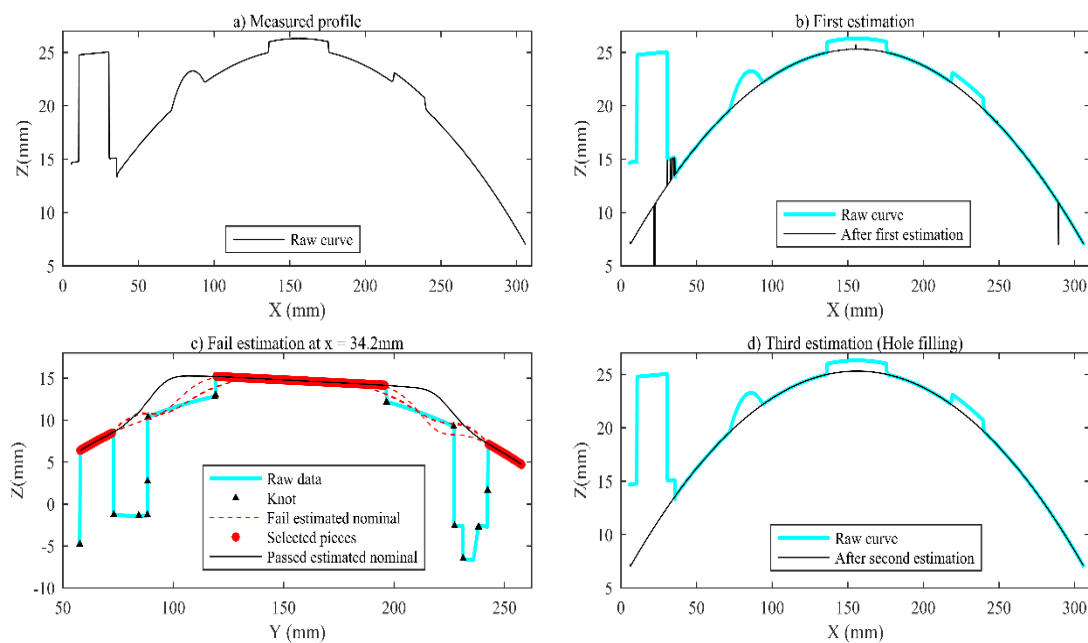 a) Measured profile
25
20
15
10
5
Z(mm)
Raw curve
0 50 100 150 200 250 300
X (mm)
b) First estimation
25
20
15
10
5
Z(mm)
Raw curve
After first estimation
0 50 100 150 200 250 300
X (mm)
c) Fail estimation at x = 34.2mm
15
10
5
0
-5
-10
Z(mm)
Raw data
Knot
Fail estimated nominal
Selected pieces
Passed estimated nominal
50 100 150 200 250
Y (mm)
d) Third estimation (Hole filling)
25
20
15
10
5
Z(mm)
Raw curve
After second estimation
0 50 100 150 200 250 300
X (mm)